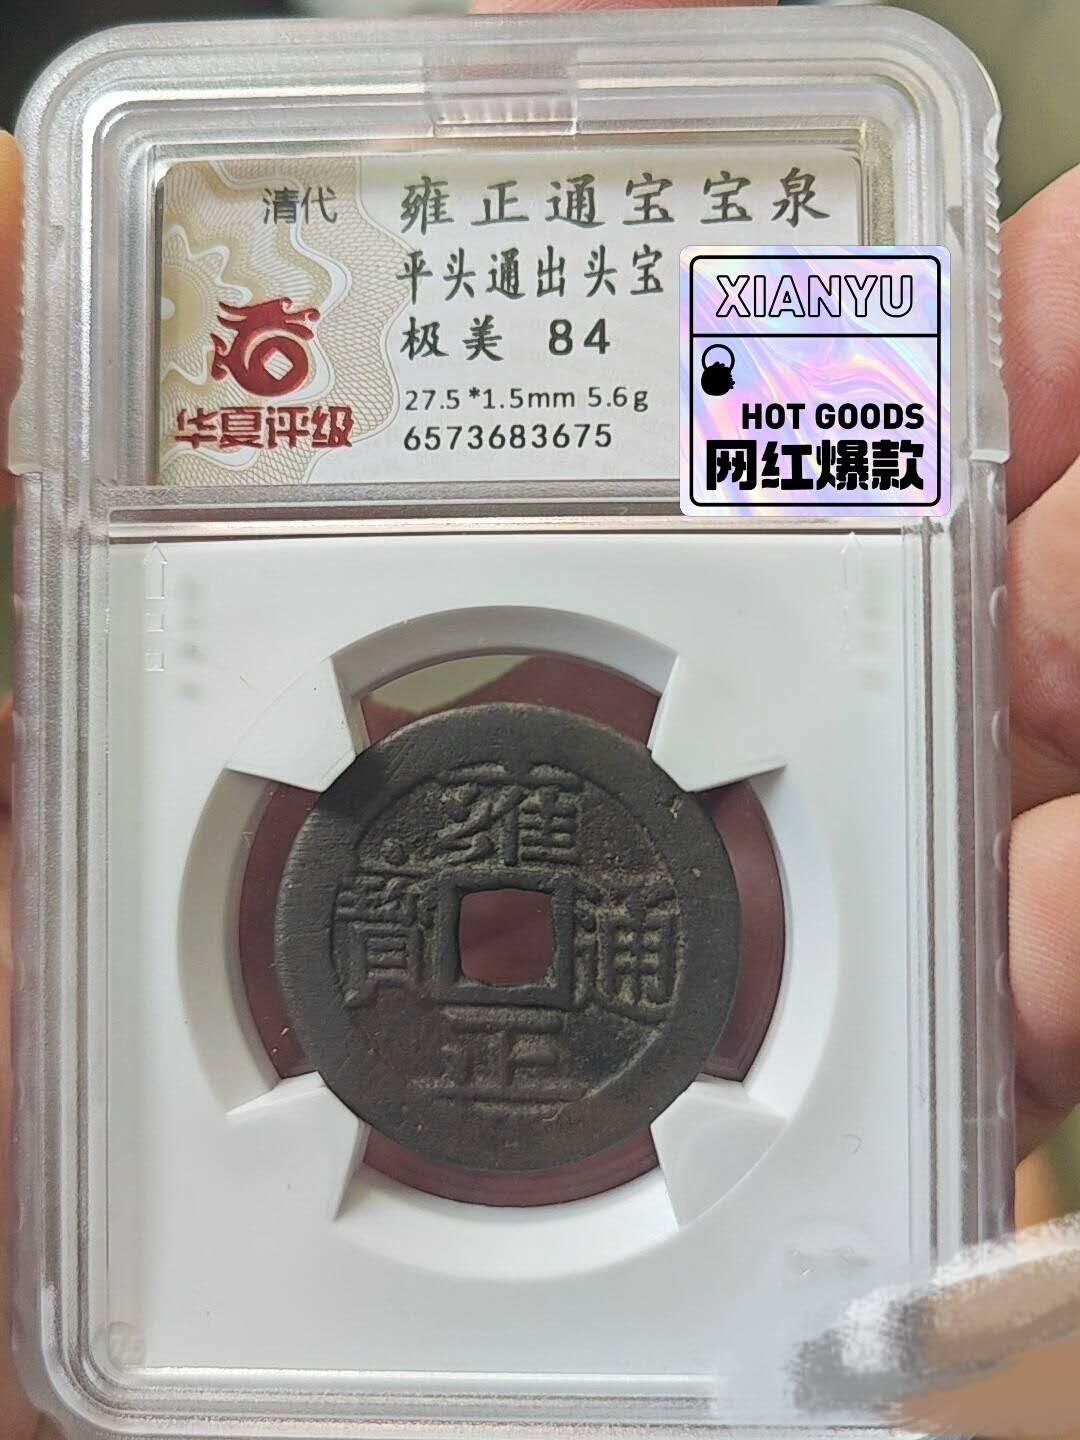 清代
雍正通宝宝泉
平头通出头宝
极美 84
27.5*1.5mm 5.6g
6573683675
华夏评级
XIANYU
HOT GOODS
网红爆款
雍
寶 通
正